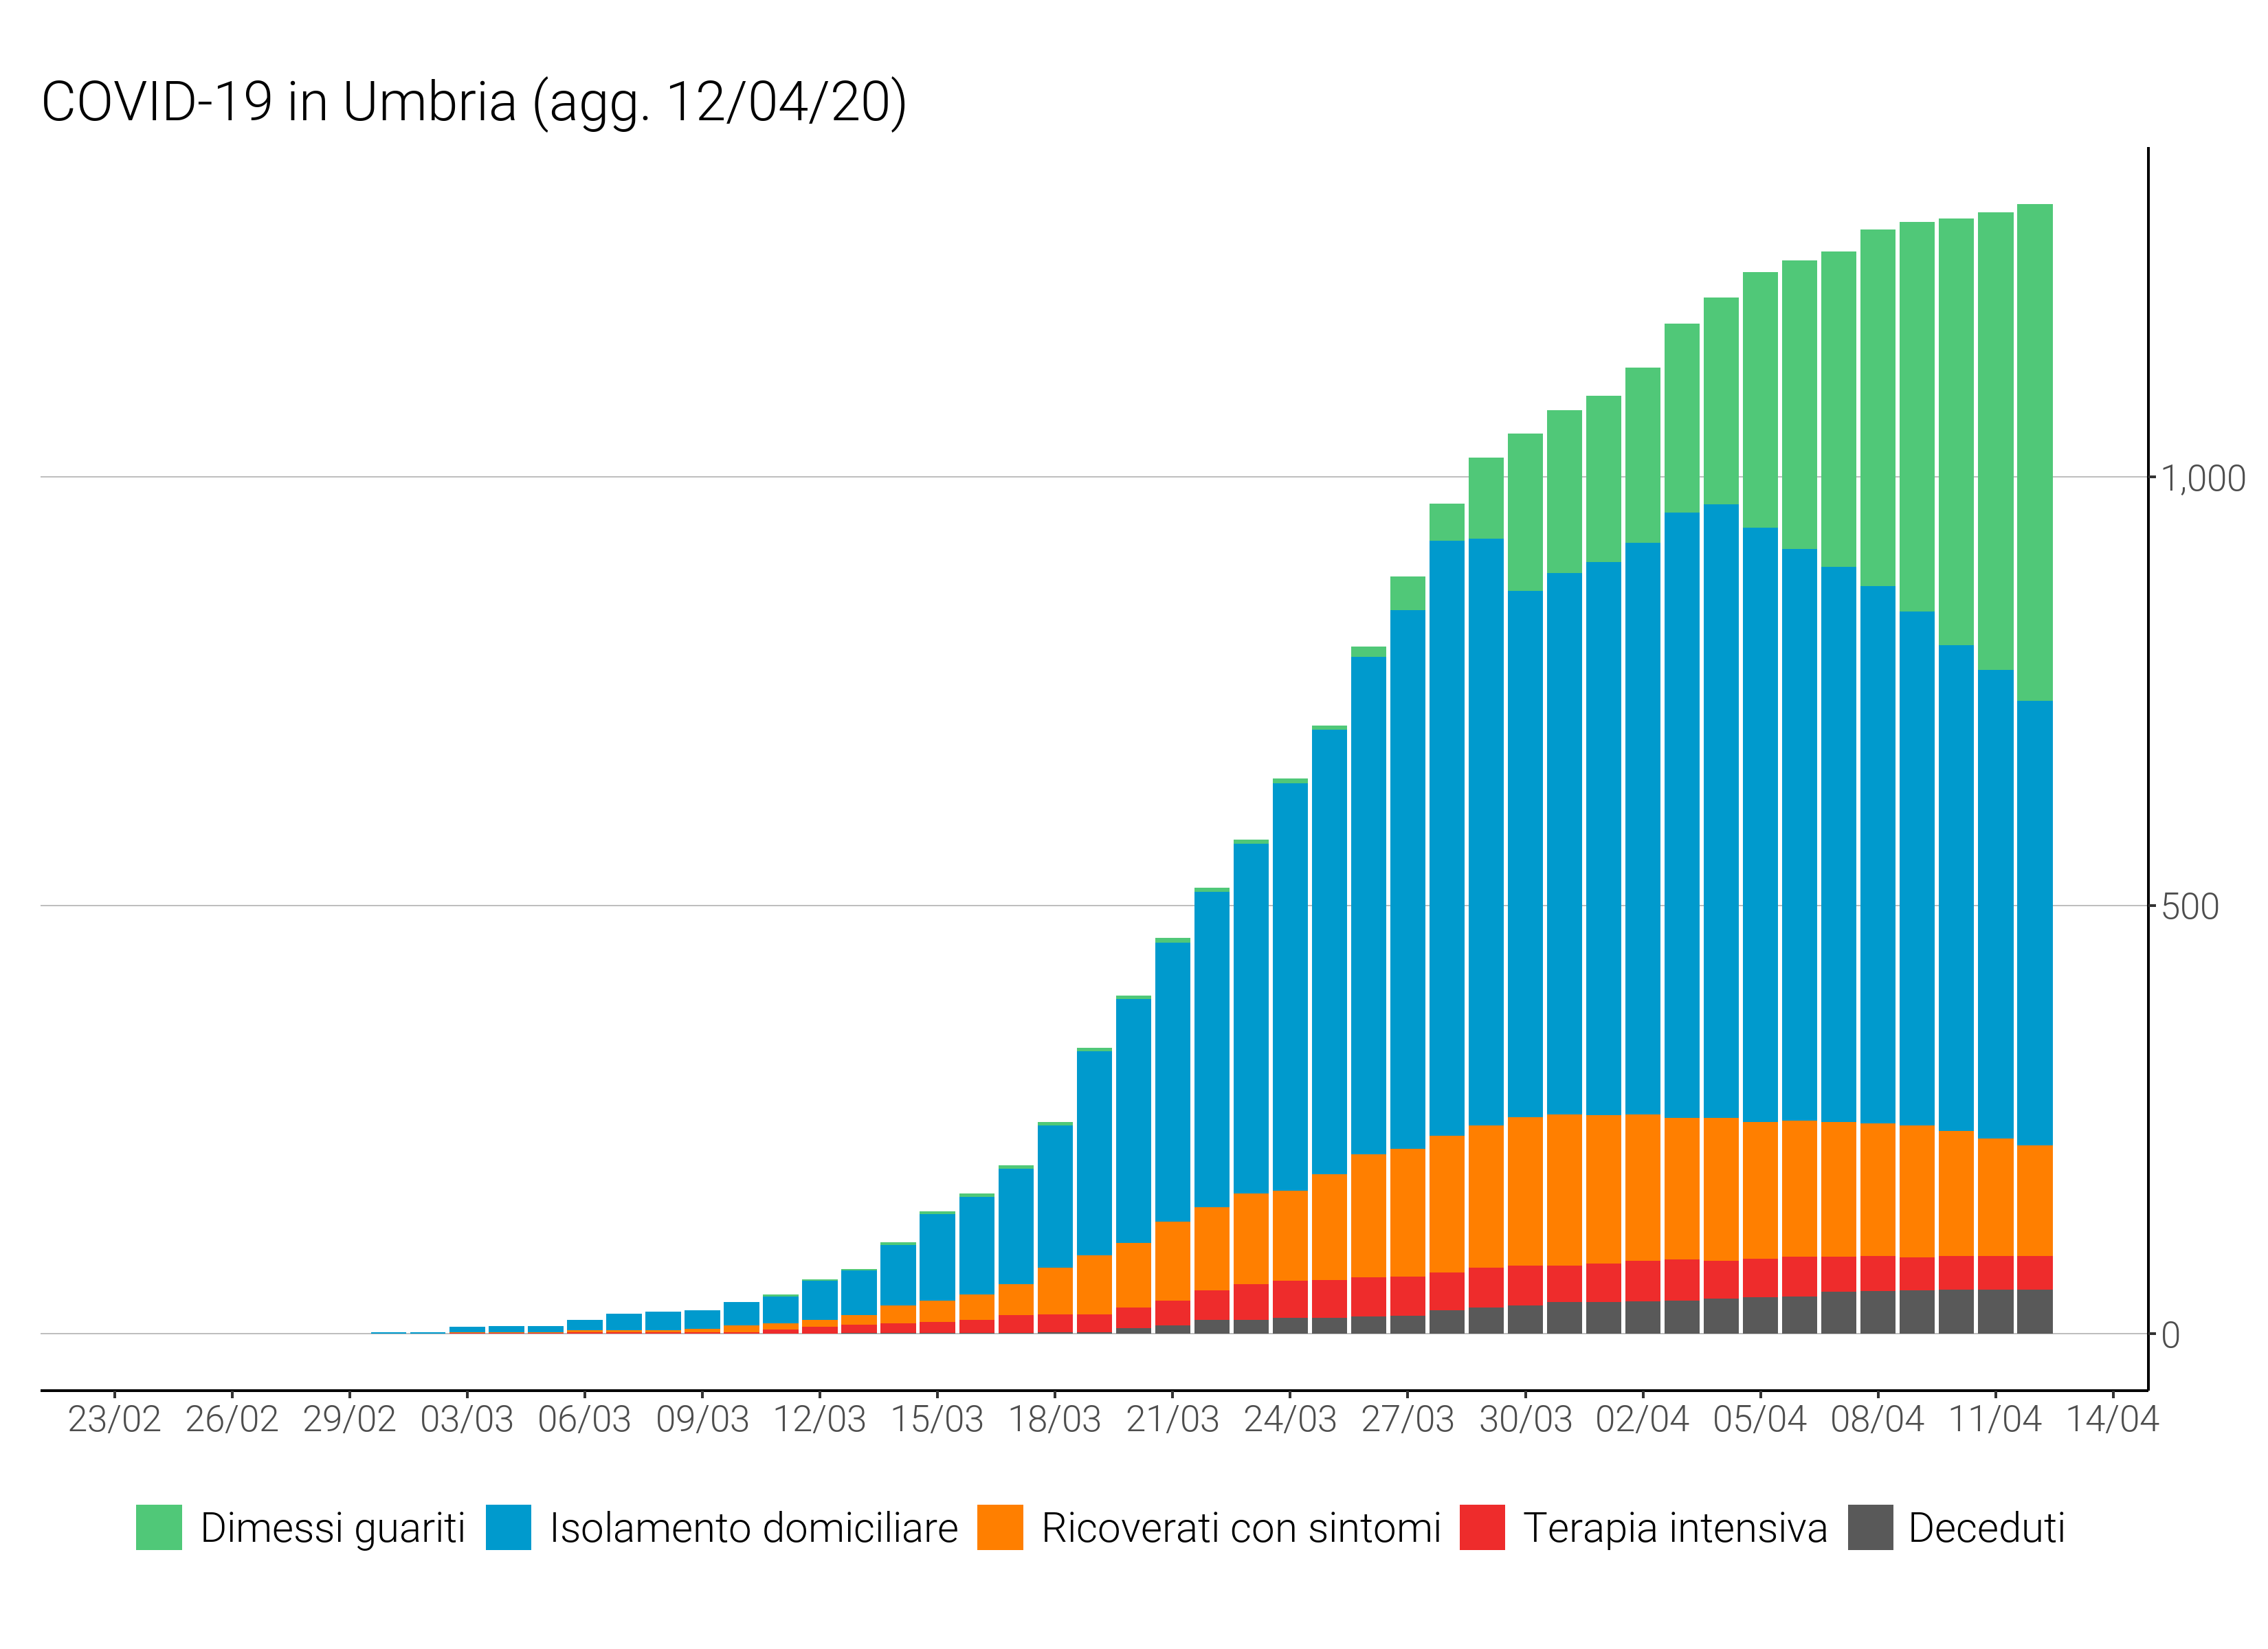 COVID-19 in Umbria (agg. 12/04/20)
1,000
500
0
23/02 26/02 29/02 03/03 06/03 09/03 12/03 15/03 18/03 21/03 24/03 27/03 30/03 02/04 05/04 08/04 11/04 14/04
Dimessi guariti Isolamento domiciliare Ricoverati con sintomi Terapia intensiva Deceduti